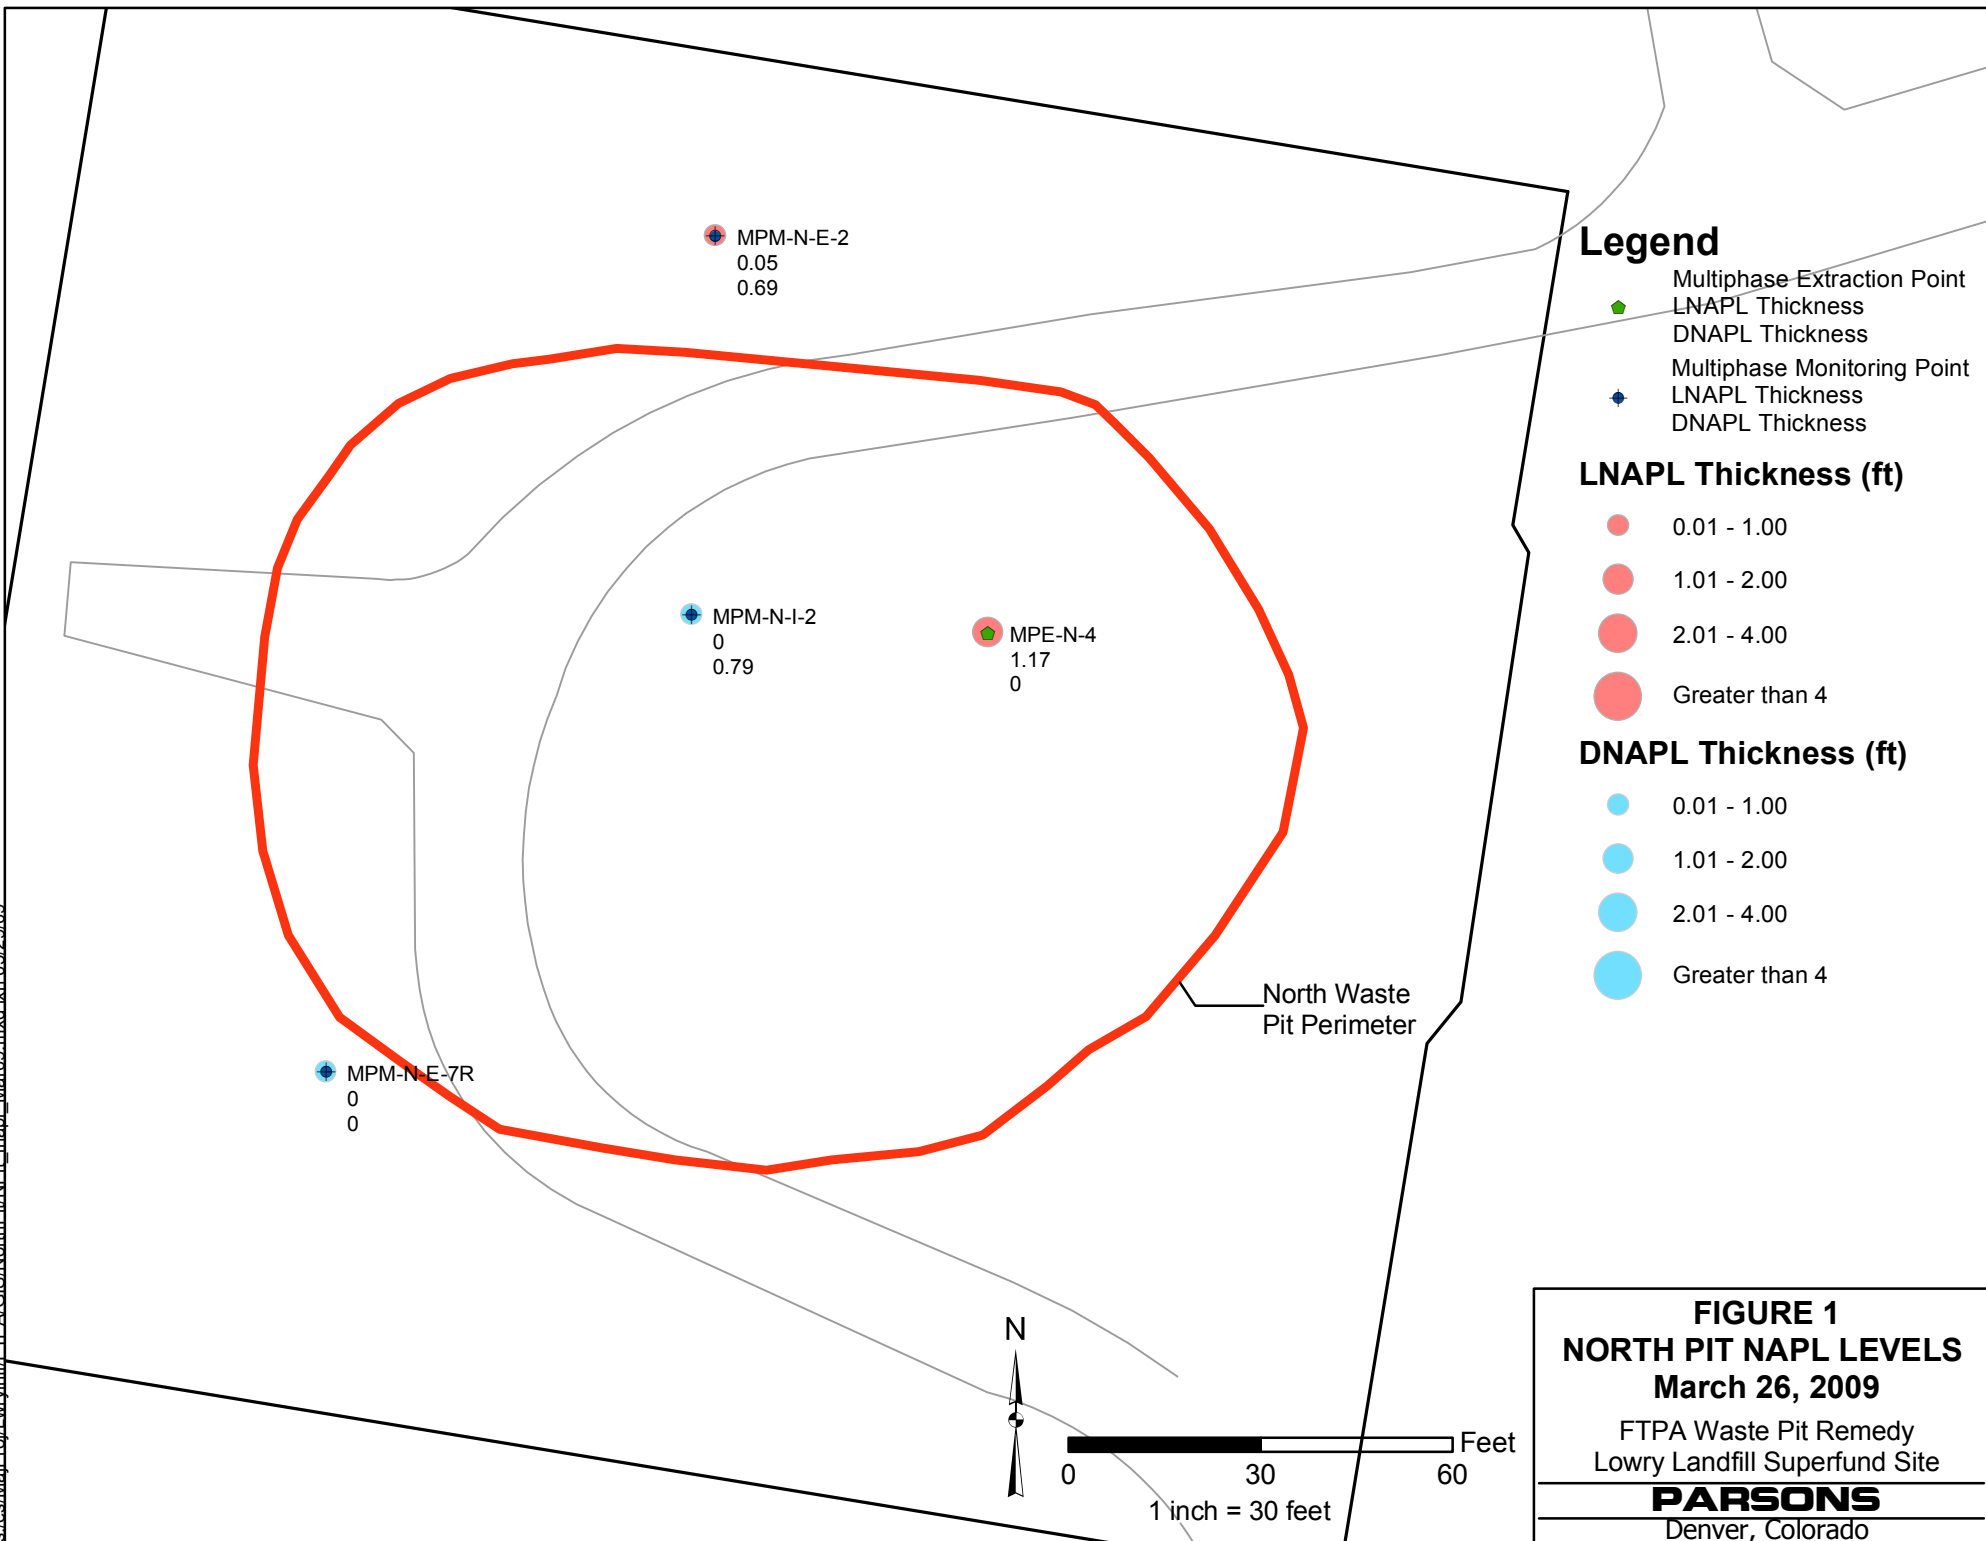 MPM-N-E-2
0.05
0.69
MPM-N-I-2
0
0.79
MPE-N-4
1.17
0
MPM-N-E-7R
0
0
North Waste
Pit Perimeter
Legend
Multiphase Extraction Point
LNAPL Thickness
DNAPL Thickness
Multiphase Monitoring Point
LNAPL Thickness
DNAPL Thickness
LNAPL Thickness (ft)
0.01 - 1.00
1.01 - 2.00
2.01 - 4.00
Greater than 4
DNAPL Thickness (ft)
0.01 - 1.00
1.01 - 2.00
2.01 - 4.00
Greater than 4
N
Feet
0 30 60
1 inch = 30 feet
FIGURE 1
NORTH PIT NAPL LEVELS
March 26, 2009
FTPA Waste Pit Remedy
Lowry Landfill Superfund Site
PARSONS
Denver, Colorado